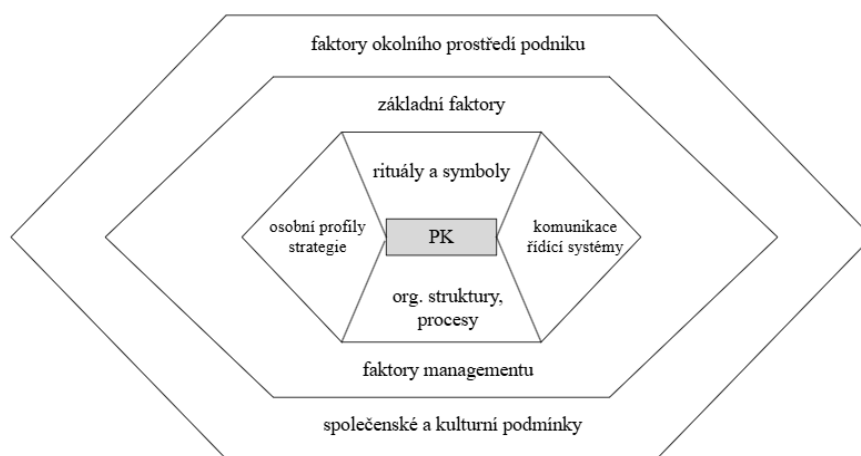 faktory okolního prostředí podniku
základní faktory
rituály a symboly
osobní profily
strategie
PK
komunikace
řídící systémy
org. struktury,
procesy
faktory managementu
společenské a kulturní podmínky